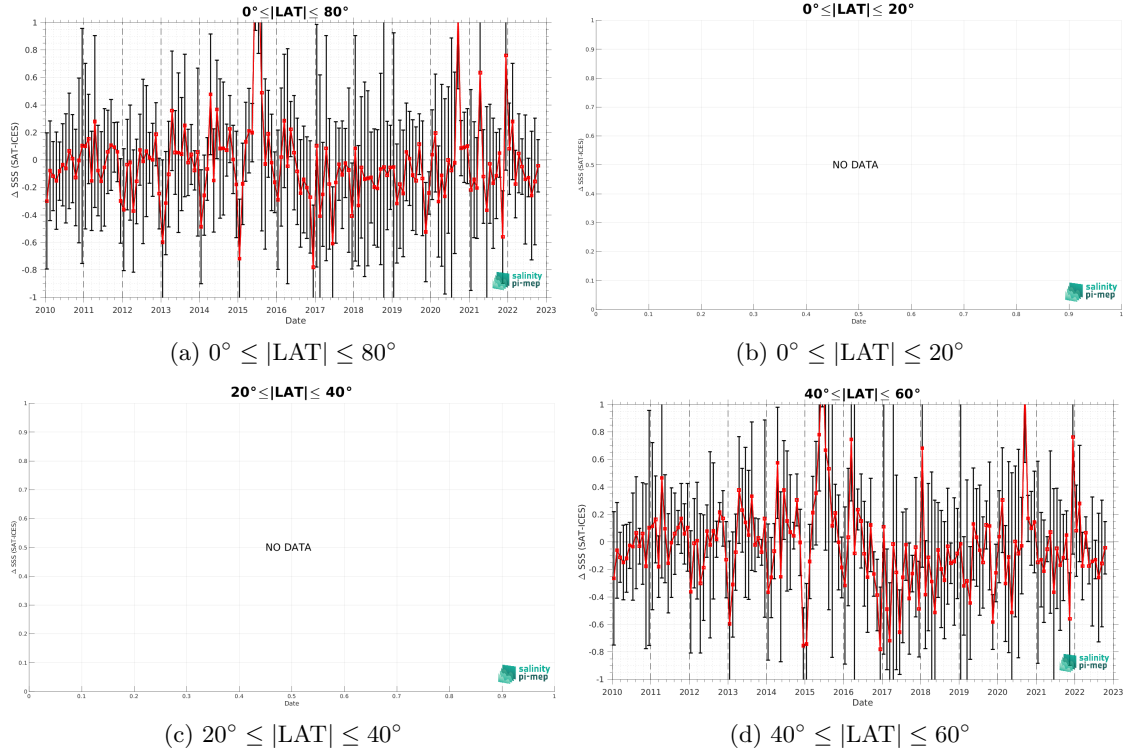 0°≤|LAT|≤ 80°
1
0.8
0.6
0.4
0.2
0
-0.2
-0.4
-0.6
-0.8
-1
Δ SSS (SAT-ICES)
2010 2011 2012 2013 2014 2015 2016 2017 2018 2019 2020 2021 2022 2023
Date
salinity
pi-mep
(a) 0° ≤ |LAT| ≤ 80°
0°≤|LAT|≤ 20°
1
0.9
0.8
0.7
0.6
0.5
0.4
0.3
0.2
0.1
0
Δ SSS (SAT-ICES)
NO DATA
0 0.1 0.2 0.3 0.4 0.5 0.6 0.7 0.8 0.9 1
Date
salinity
pi-mep
(b) 0° ≤ |LAT| ≤ 20°
20°≤|LAT|≤ 40°
1
0.9
0.8
0.7
0.6
0.5
0.4
0.3
0.2
0.1
0
Δ SSS (SAT-ICES)
NO DATA
0 0.1 0.2 0.3 0.4 0.5 0.6 0.7 0.8 0.9 1
Date
salinity
pi-mep
(c) 20° ≤ |LAT| ≤ 40°
40°≤|LAT|≤ 60°
1
0.8
0.6
0.4
0.2
0
-0.2
-0.4
-0.6
-0.8
-1
Δ SSS (SAT-ICES)
2010 2011 2012 2013 2014 2015 2016 2017 2018 2019 2020 2021 2022 2023
Date
salinity
pi-mep
(d) 40° ≤ |LAT| ≤ 60°